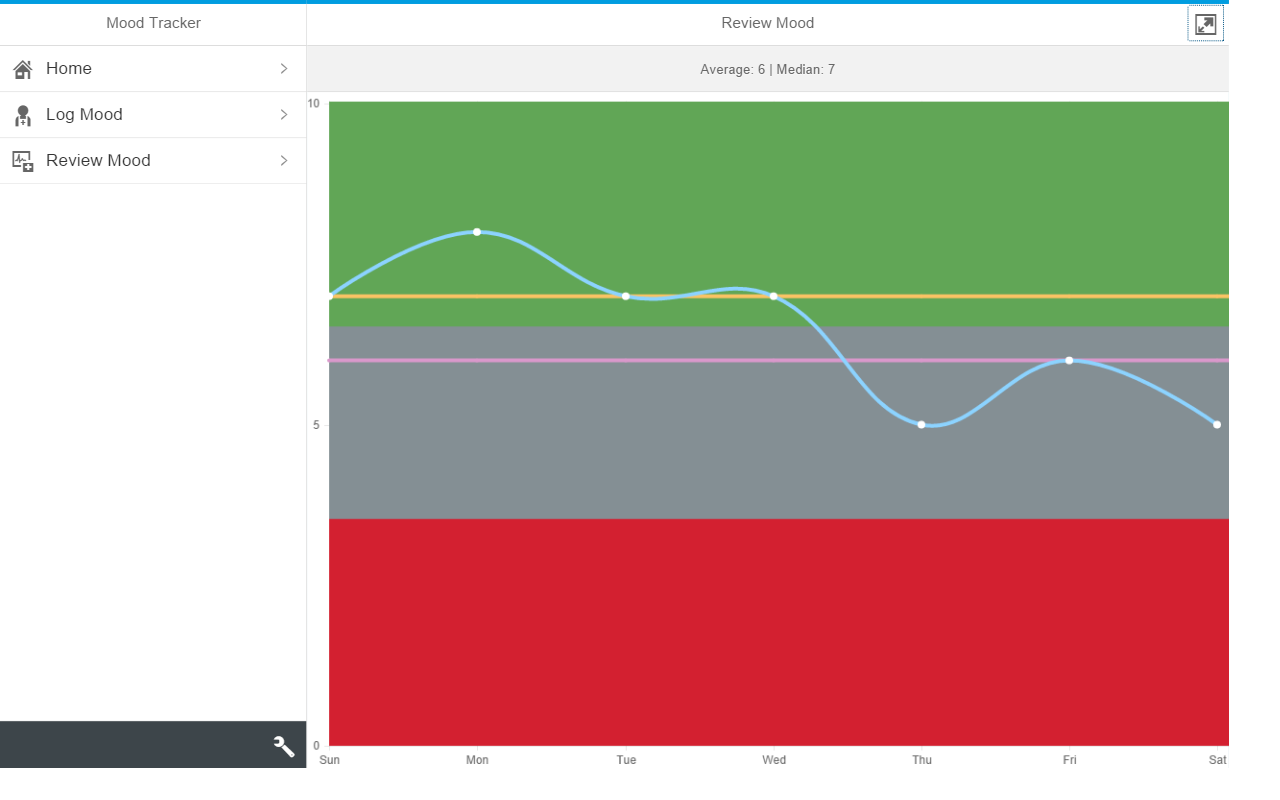 Mood Tracker
Review Mood
Home
Log Mood
Review Mood
Average: 6 | Median: 7
10
5
0
Sun Mon Tue Wed Thu Fri Sat